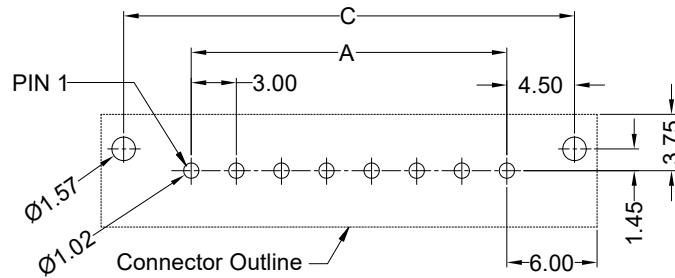 C
A
PIN 1
3.00
4.50
3.75
1.45
Ø1.57
Ø1.02
Connector Outline
6.00